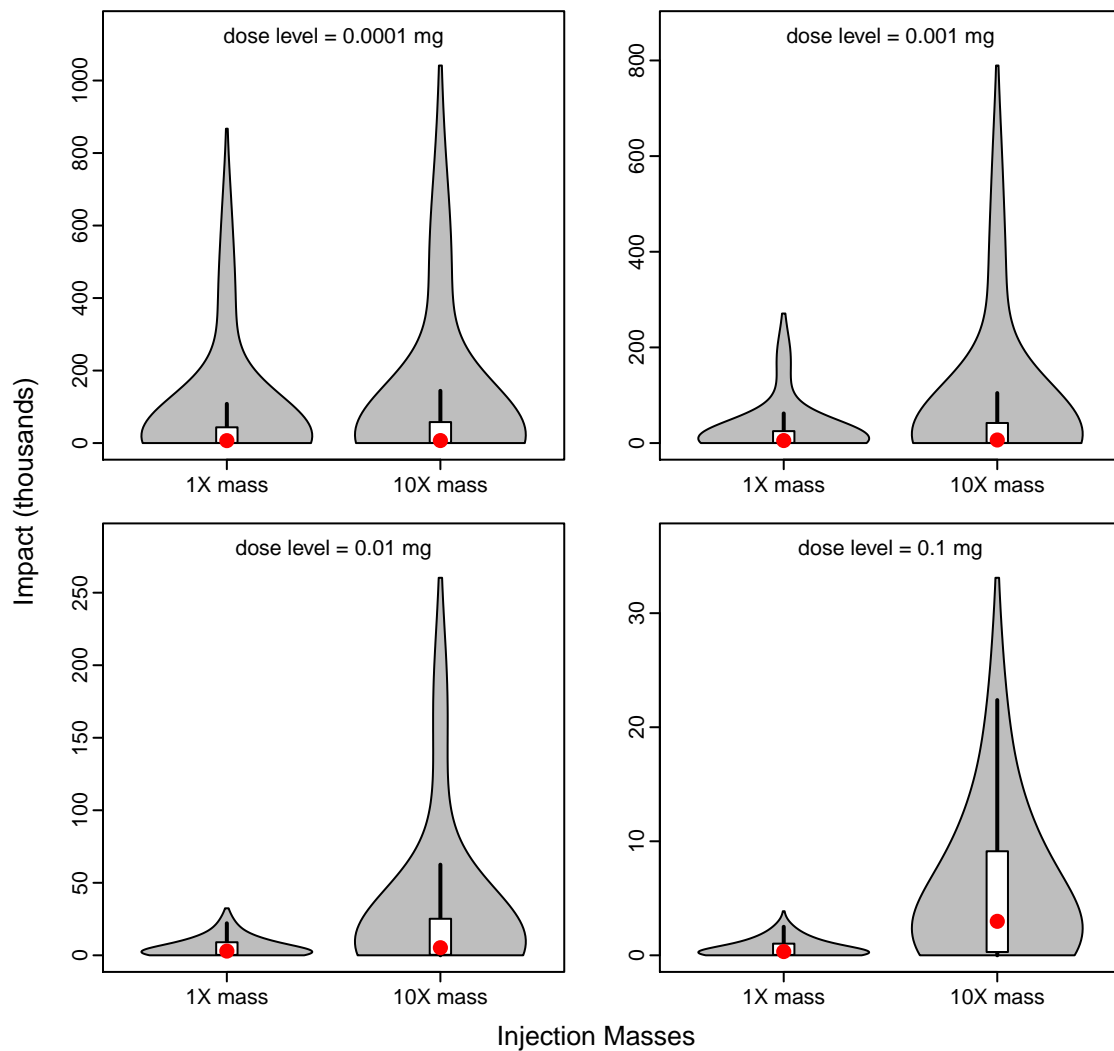 dose level = 0.0001 mg
0
200
400
600
800
1000
1X mass
10X mass
dose level = 0.001 mg
0
200
400
600
800
1X mass
10X mass
Impact (thousands)
dose level = 0.01 mg
0
50
100
150
200
250
1X mass
10X mass
dose level = 0.1 mg
0
10
20
30
1X mass
10X mass
Injection Masses